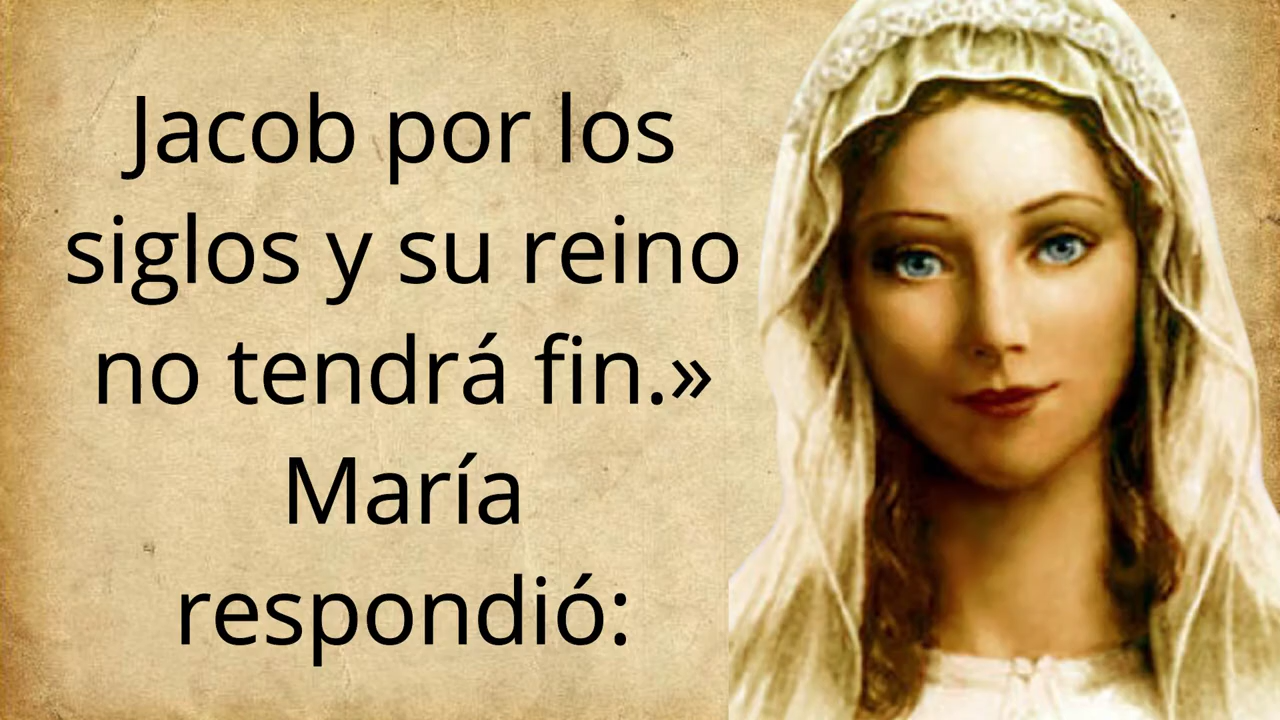 Jacob por los
siglos y su reino
no tendrá fin.»
María
respondió: